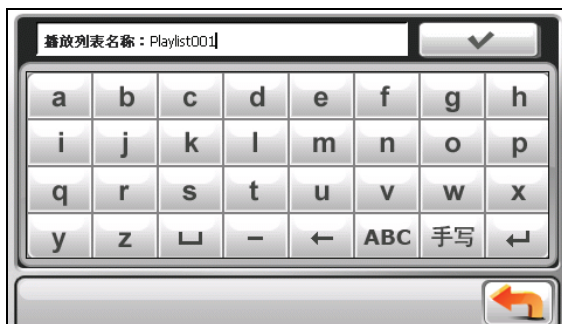 播放列表名称：Playlist001
a b c d e f g h
i j k l m n o p
q r s t u v w x
y z - ABC 手写